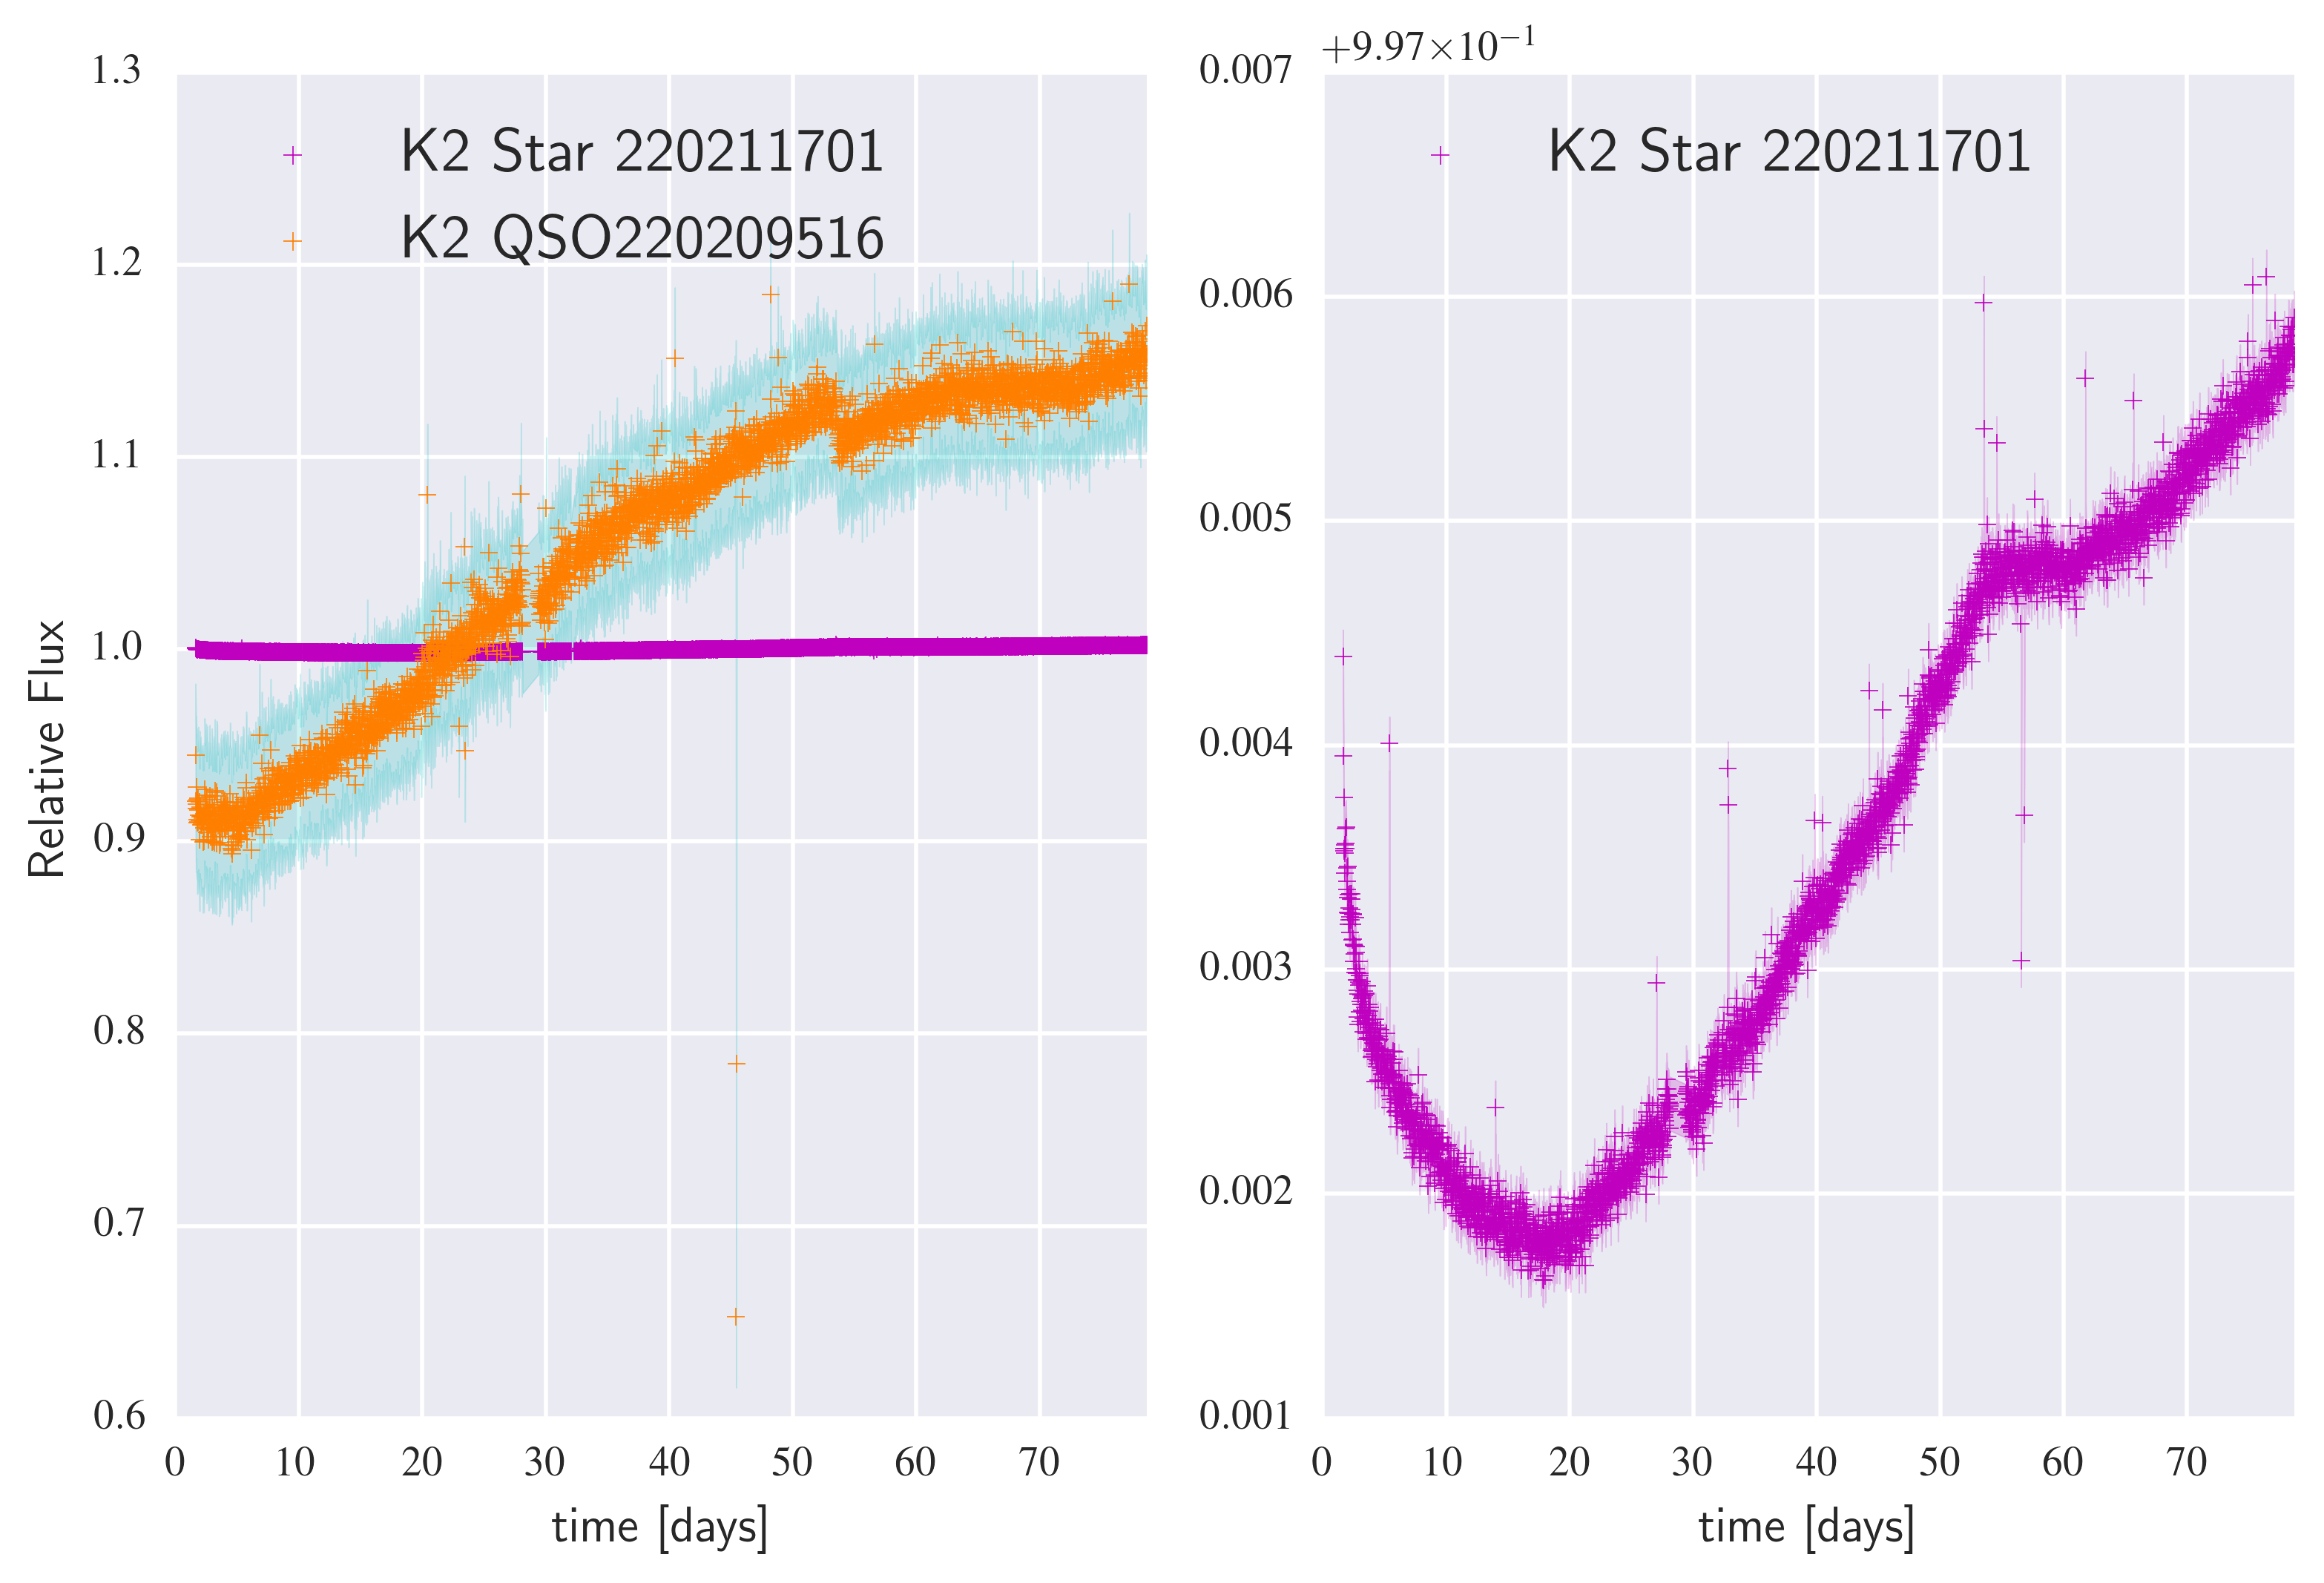 Relative Flux
1.3
1.2
1.1
1.0
0.9
0.8
0.7
0.6
K2 Star 220211701
K2 QSO220209516
0 10 20 30 40 50 60 70
time [days]
+9.97×10⁻¹
0.007
0.006
0.005
0.004
0.003
0.002
0.001
K2 Star 220211701
0 10 20 30 40 50 60 70
time [days]